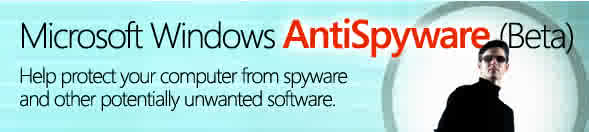 Microsoft Windows AntiSpyware (Beta)
Help protect your computer from spyware
and other potentially unwanted software.